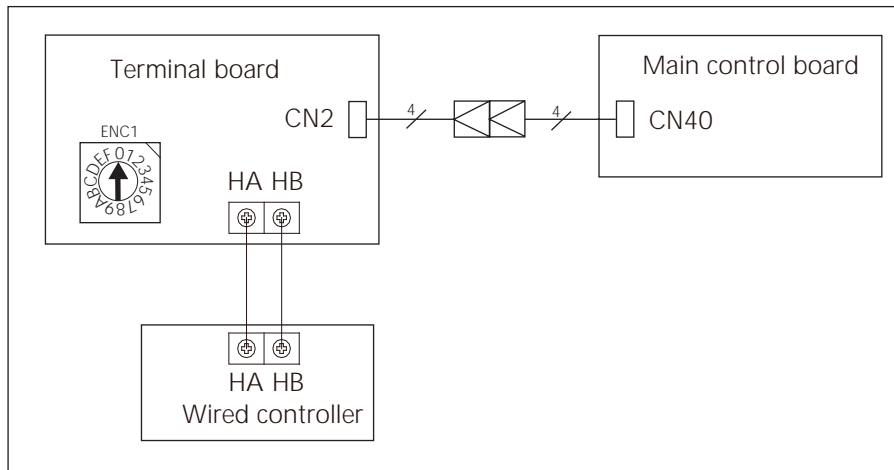 Terminal board
Main control board
CN2
4
4
CN40
ENC1
0123456789ABCDEF
HA HB
HA HB
Wired controller